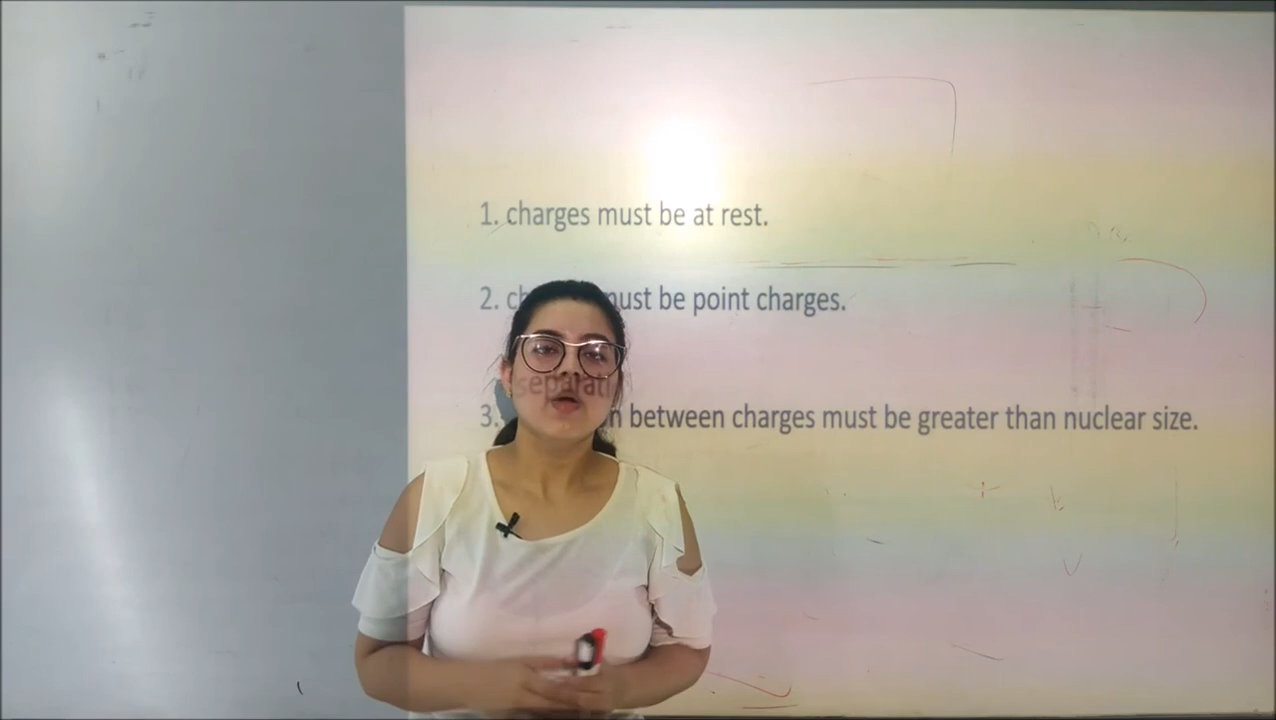 1. charges must be at rest.
2. must be point charges.
3. between charges must be greater than nuclear size.